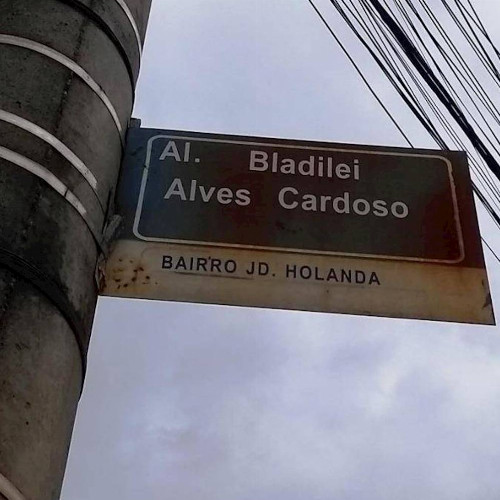 Al. Bladilei
Alves Cardoso
BAIRRO JD. HOLANDA